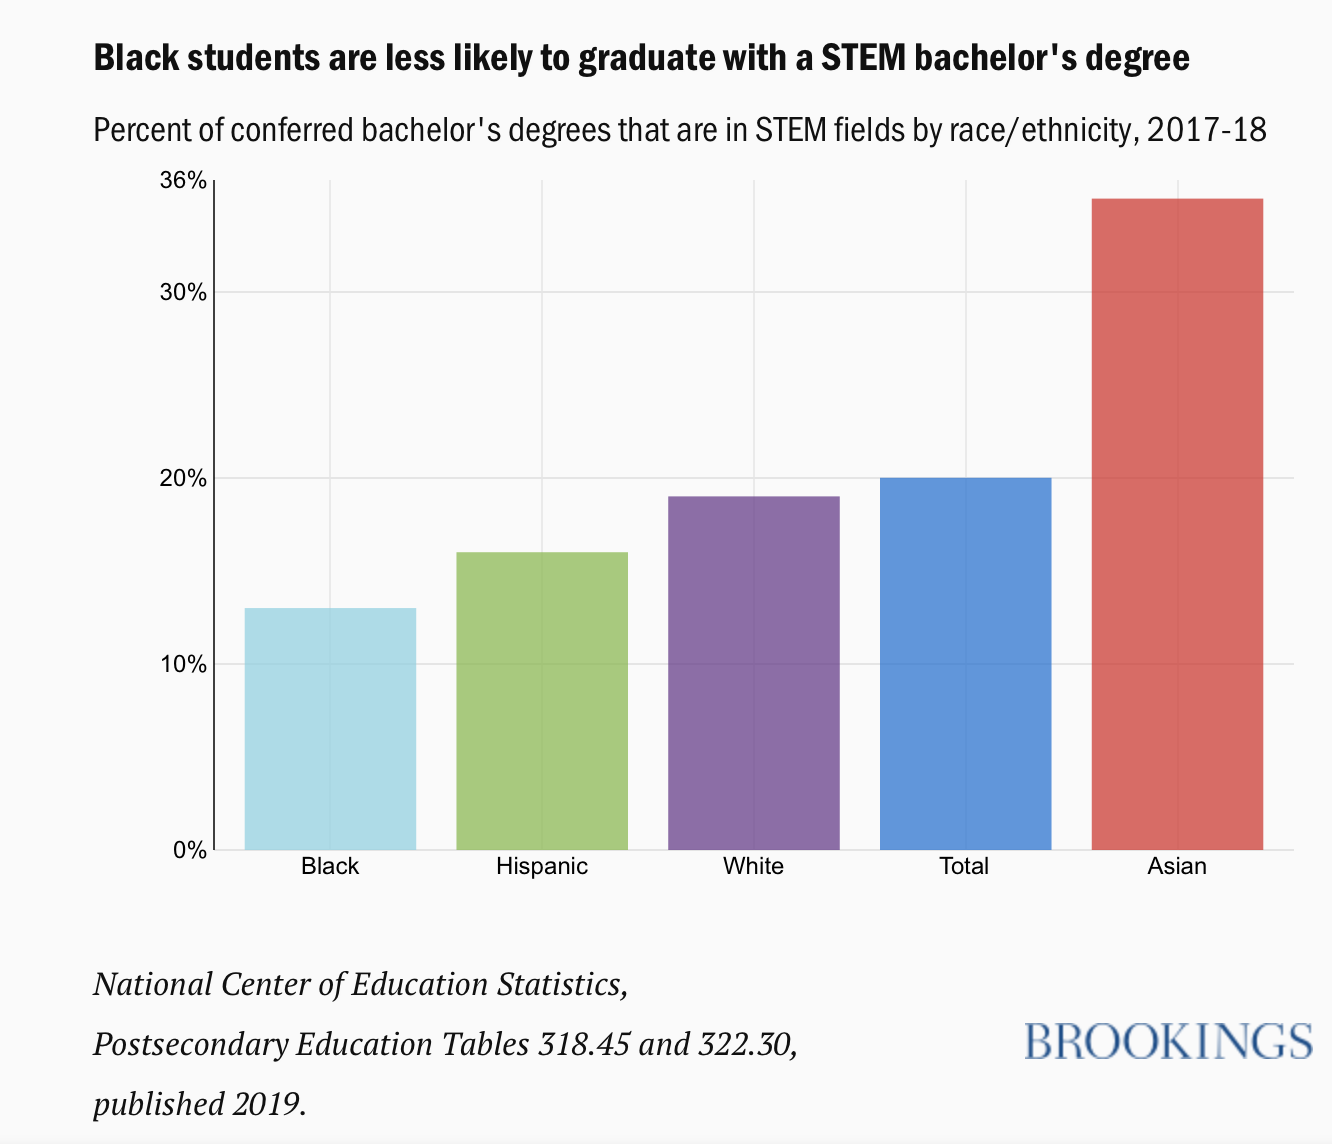 Black students are less likely to graduate with a STEM bachelor's degree
Percent of conferred bachelor's degrees that are in STEM fields by race/ethnicity, 2017-18
36%
30%
20%
10%
0%
Black Hispanic White Total Asian
National Center of Education Statistics,
Postsecondary Education Tables 318.45 and 322.30,
published 2019.
BROOKINGS